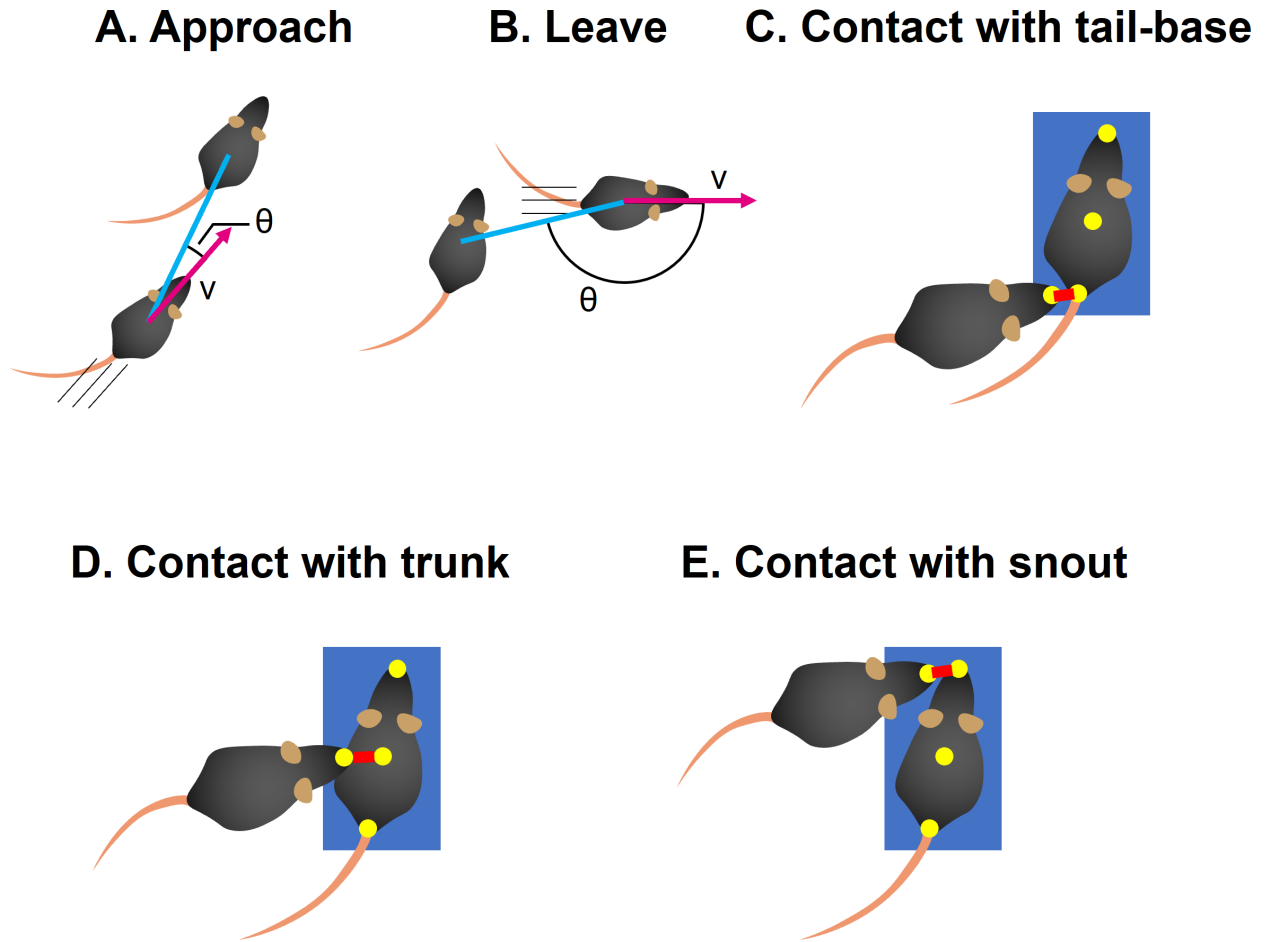 A. Approach
B. Leave
C. Contact with tail-base
θ
v
v
θ
D. Contact with trunk
E. Contact with snout